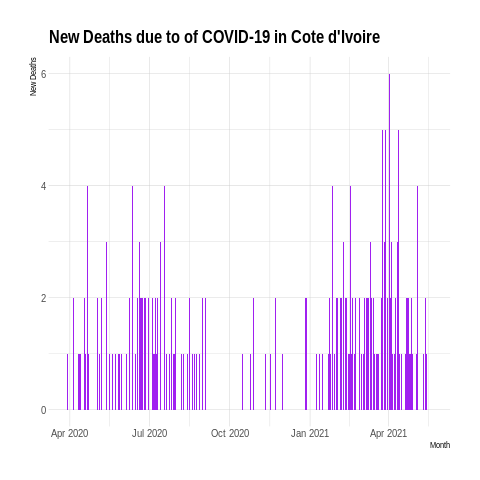 New Deaths due to of COVID-19 in Cote d'Ivoire
New Deaths
6
4
2
0
Apr 2020 Jul 2020 Oct 2020 Jan 2021 Apr 2021
Month